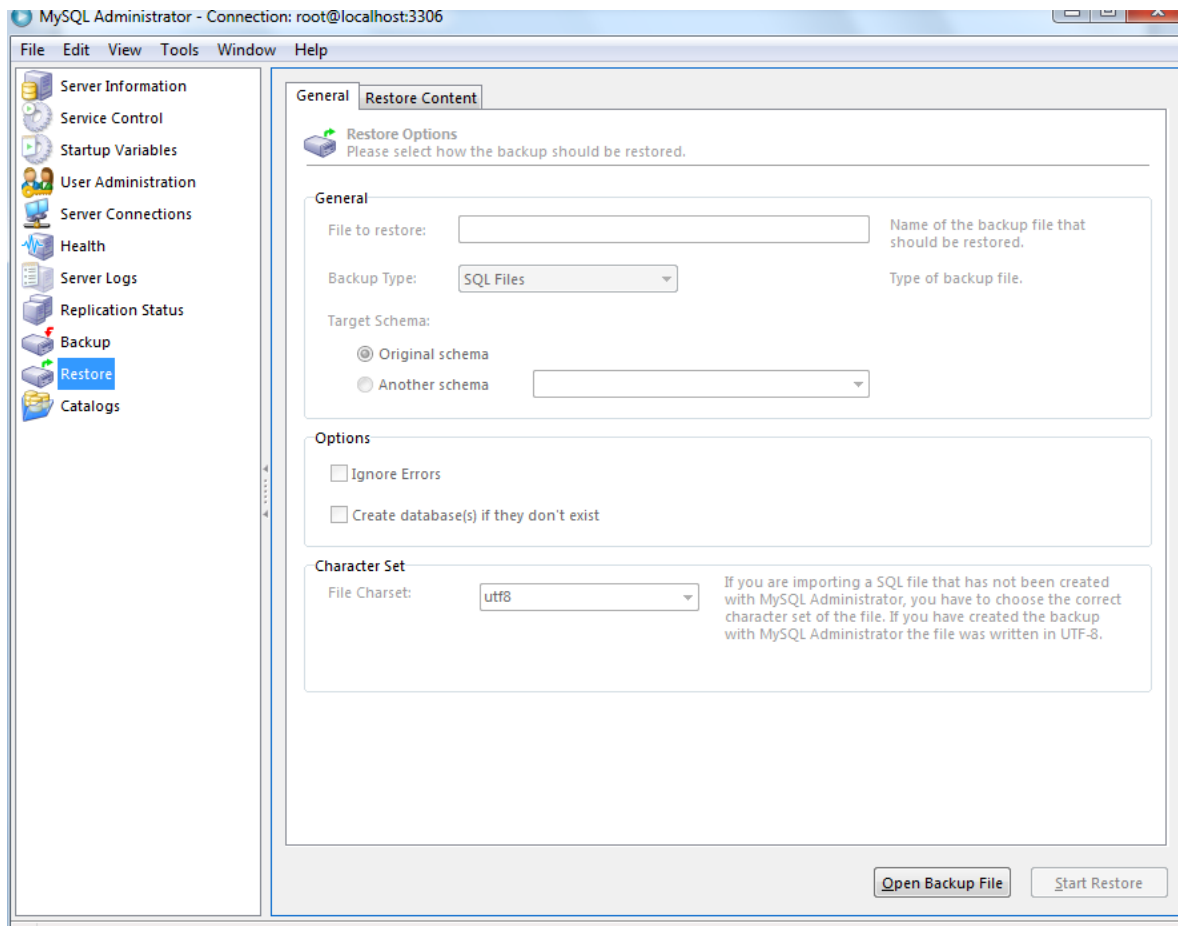 MySQL Administrator - Connection: root@localhost:3306
File Edit View Tools Window Help
Server Information
Service Control
Startup Variables
User Administration
Server Connections
Health
Server Logs
Replication Status
Backup
Restore
Catalogs
General Restore Content
Restore Options
Please select how the backup should be restored.
General
File to restore:
Name of the backup file that
should be restored.
Backup Type: SQL Files Type of backup file.
Target Schema:
Original schema
Another schema
Options
Ignore Errors
Create database(s) if they don't exist
Character Set
File Charset: utf8
If you are importing a SQL file that has not been created
with MySQL Administrator, you have to choose the correct
character set of the file. If you have created the backup
with MySQL Administrator the file was written in UTF-8.
Open Backup File Start Restore